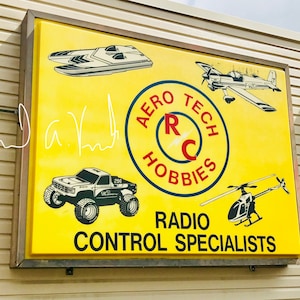 AERO TECH
RC
HOBBIES
RADIO
CONTROL SPECIALISTS